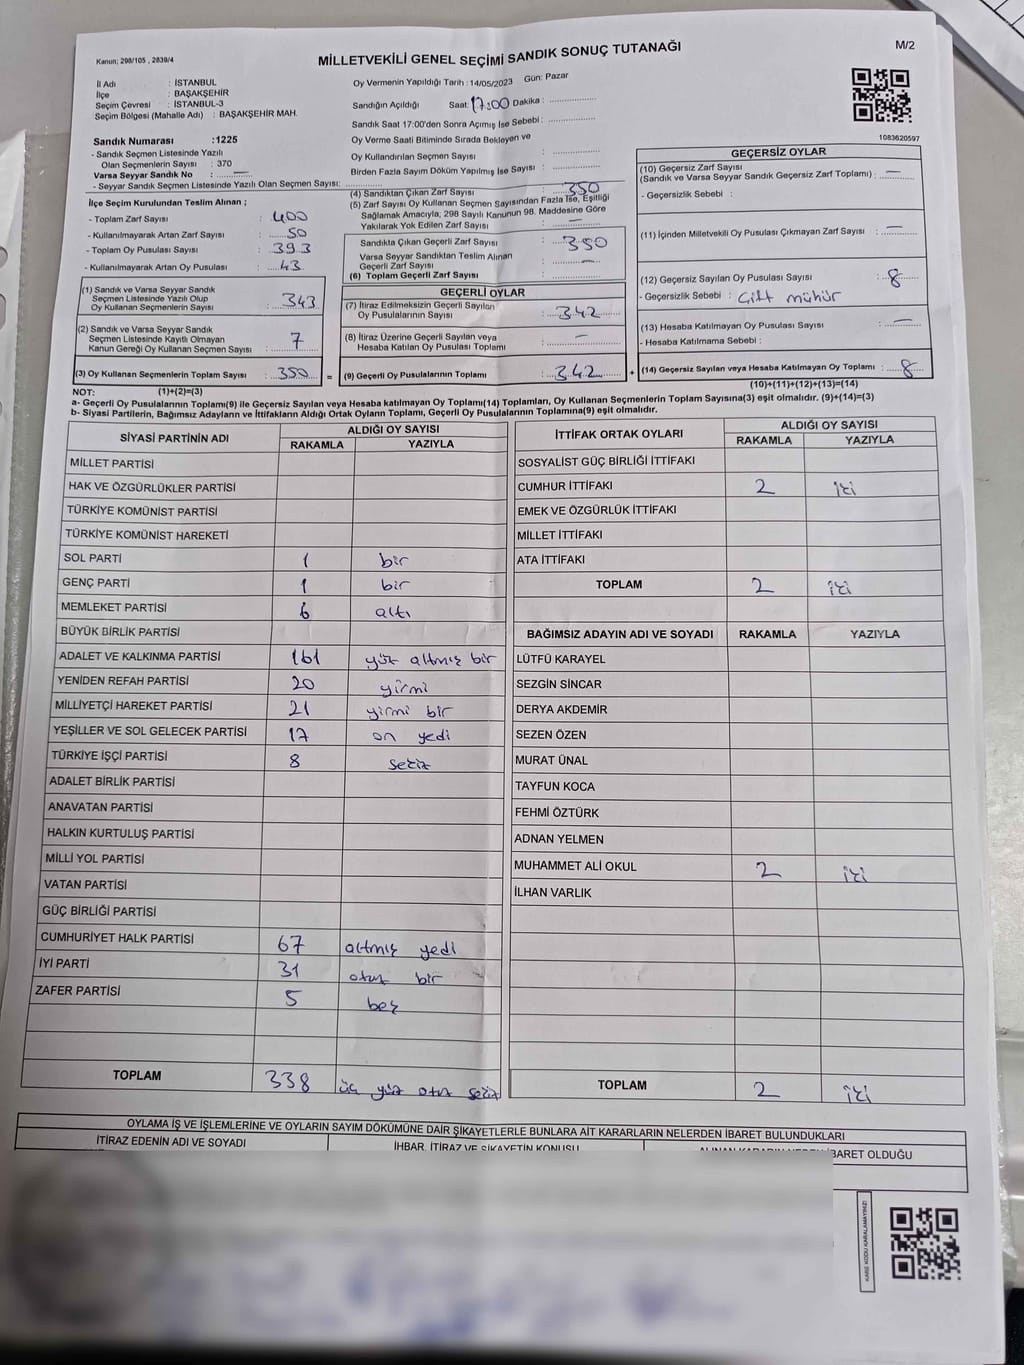 Kanun: 298/105 , 2839/4
MİLLETVEKİLİ GENEL SEÇİMİ SANDIK SONUÇ TUTANAĞI
M/2
İl Adı : İSTANBUL
İlçe : BAŞAKŞEHİR
Seçim Çevresi : İSTANBUL-3
Seçim Bölgesi (Mahalle Adı) : BAŞAKŞEHİR MAH.
Sandık Numarası :1225
- Sandık Seçmen Listesinde Yazılı
Olan Seçmenlerin Sayısı : 370
Varsa Seyyar Sandık No : —
- Seyyar Sandık Seçmen Listesinde Yazılı Olan Seçmen Sayısı:
İlçe Seçim Kurulundan Teslim Alınan ;
- Toplam Zarf Sayısı : 400
- Kullanılmayarak Artan Zarf Sayısı : 50
- Toplam Oy Pusulası Sayısı : 393
- Kullanılmayarak Artan Oy Pusulası : 43
(1) Sandık ve Varsa Seyyar Sandık
Seçmen Listesinde Yazılı Olup
Oy Kullanan Seçmenlerin Sayısı : 343
(2) Sandık ve Varsa Seyyar Sandık
Seçmen Listesinde Kayıtlı Olmayan
Kanun Gereği Oy Kullanan Seçmen Sayısı : 7
(3) Oy Kullanan Seçmenlerin Toplam Sayısı : 350 =
Oy Vermenin Yapıldığı Tarih : 14/05/2023 Gün: Pazar
Sandığın Açıldığı Saat: 17:00 Dakika :
Sandık Saat 17:00'den Sonra Açımış İse Sebebi :
Oy Verme Saati Bitiminde Sırada Bekleyen ve
Oy Kullandırılan Seçmen Sayısı :
Birden Fazla Sayım Döküm Yapılmış İse Sayısı :
(4) Sandıktan Çıkan Zarf Sayısı : 350
(5) Zarf Sayısı Oy Kullanan Seçmen Sayısından Fazla İse, Eşitliği
Sağlamak Amacıyla, 298 Sayılı Kanunun 98. Maddesine Göre
Yakılarak Yok Edilen Zarf Sayısı : —
Sandıkta Çıkan Geçerli Zarf Sayısı : 350
Varsa Seyyar Sandıktan Teslim Alınan
Geçerli Zarf Sayısı : —
(6) Toplam Geçerli Zarf Sayısı :
GEÇERLİ OYLAR
(7) İtiraz Edilmeksizin Geçerli Sayılan
Oy Pusulalarının Sayısı : 342
(8) İtiraz Üzerine Geçerli Sayılan veya
Hesaba Katılan Oy Pusulası Toplamı : —
(9) Geçerli Oy Pusulalarının Toplamı : 342 +
1083620597
GEÇERSİZ OYLAR
(10) Geçersiz Zarf Sayısı
(Sandık ve Varsa Seyyar Sandık Geçersiz Zarf Toplamı) : —
- Geçersizlik Sebebi :
(11) İçinden Milletvekili Oy Pusulası Çıkmayan Zarf Sayısı : —
(12) Geçersiz Sayılan Oy Pusulası Sayısı : 8
- Geçersizlik Sebebi : Çift mühür
(13) Hesaba Katılmayan Oy Pusulası Sayısı : —
- Hesaba Katılmama Sebebi :
(14) Geçersiz Sayılan veya Hesaba Katılmayan Oy Toplamı : 8
NOT: (1)+(2)=(3)
(10)+(11)+(12)+(13)=(14)
a- Geçerli Oy Pusulalarının Toplamı(9) ile Geçersiz Sayılan veya Hesaba katılmayan Oy Toplamı(14) Toplamları, Oy Kullanan Seçmenlerin Toplam Sayısına(3) eşit olmalıdır. (9)+(14)=(3)
b- Siyasi Partilerin, Bağımsız Adayların ve İttifakların Aldığı Ortak Oyların Toplamı, Geçerli Oy Pusulalarının Toplamına(9) eşit olmalıdır.
SİYASİ PARTİNİN ADI
ALDIĞI OY SAYISI
RAKAMLA YAZIYLA
MİLLET PARTİSİ
HAK VE ÖZGÜRLÜKLER PARTİSİ
TÜRKİYE KOMÜNİST PARTİSİ
TÜRKİYE KOMÜNİST HAREKETİ
SOL PARTİ 1 bir
GENÇ PARTİ 1 bir
MEMLEKET PARTİSİ 6 altı
BÜYÜK BİRLİK PARTİSİ
ADALET VE KALKINMA PARTİSİ 161 yüz altmış bir
YENİDEN REFAH PARTİSİ 20 yirmi
MİLLİYETÇİ HAREKET PARTİSİ 21 yirmi bir
YEŞİLLER VE SOL GELECEK PARTİSİ 17 on yedi
TÜRKİYE İŞÇİ PARTİSİ 8 sekiz
ADALET BİRLİK PARTİSİ
ANAVATAN PARTİSİ
HALKIN KURTULUŞ PARTİSİ
MİLLİ YOL PARTİSİ
VATAN PARTİSİ
GÜÇ BİRLİĞİ PARTİSİ
CUMHURİYET HALK PARTİSİ 67 altmış yedi
İYİ PARTİ 31 otuz bir
ZAFER PARTİSİ 5 beş
TOPLAM 338 üç yüz otuz sekiz
İTTİFAK ORTAK OYLARI
ALDIĞI OY SAYISI
RAKAMLA YAZIYLA
SOSYALİST GÜÇ BİRLİĞİ İTTİFAKI
CUMHUR İTTİFAKI 2 iki
EMEK VE ÖZGÜRLÜK İTTİFAKI
MİLLET İTTİFAKI
ATA İTTİFAKI
TOPLAM 2 iki
BAĞIMSIZ ADAYIN ADI VE SOYADI RAKAMLA YAZIYLA
LÜTFÜ KARAYEL
SEZGİN SİNCAR
DERYA AKDEMİR
SEZEN ÖZEN
MURAT ÜNAL
TAYFUN KOCA
FEHMİ ÖZTÜRK
ADNAN YELMEN
MUHAMMET ALİ OKUL 2 iki
İLHAN VARLIK
TOPLAM 2 iki
OYLAMA İŞ VE İŞLEMLERİNE VE OYLARIN SAYIM DÖKÜMÜNE DAİR ŞİKAYETLERLE BUNLARA AİT KARARLARIN NELERDEN İBARET BULUNDUKLARI
İTİRAZ EDENİN ADI VE SOYADI
İHBAR, İTİRAZ VE ŞİKAYETİN KONUSU
İBARET OLDUĞU
KARE KODU KARALAMAYINIZ!